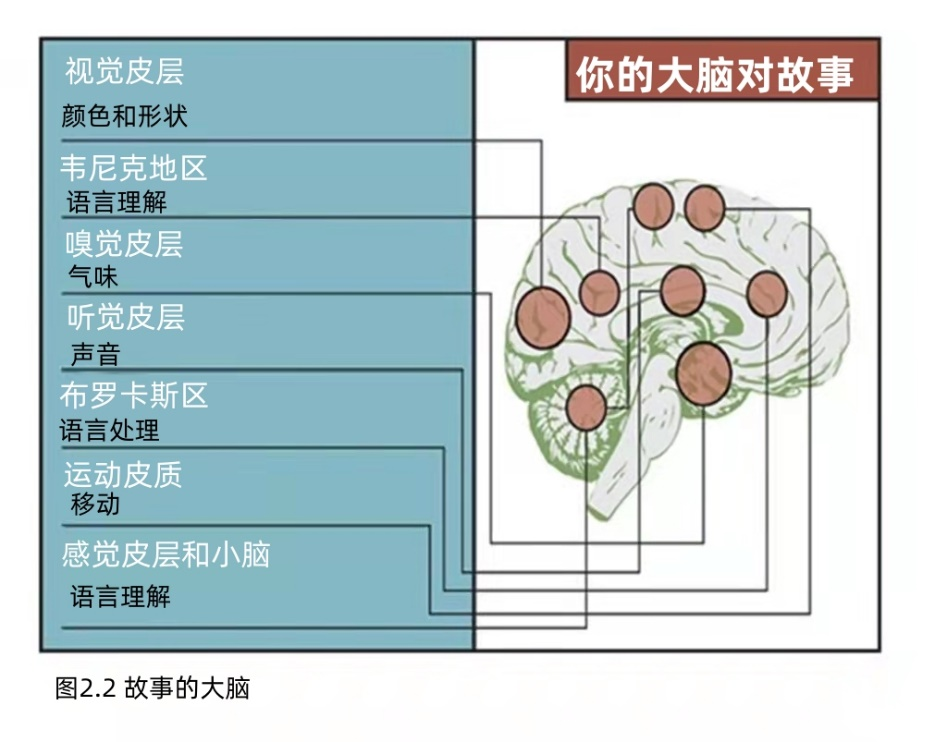 你的大脑对故事
视觉皮层
颜色和形状
韦尼克地区
语言理解
嗅觉皮层
气味
听觉皮层
声音
布罗卡斯区
语言处理
运动皮质
移动
感觉皮层和小脑
语言理解
图2.2 故事的大脑